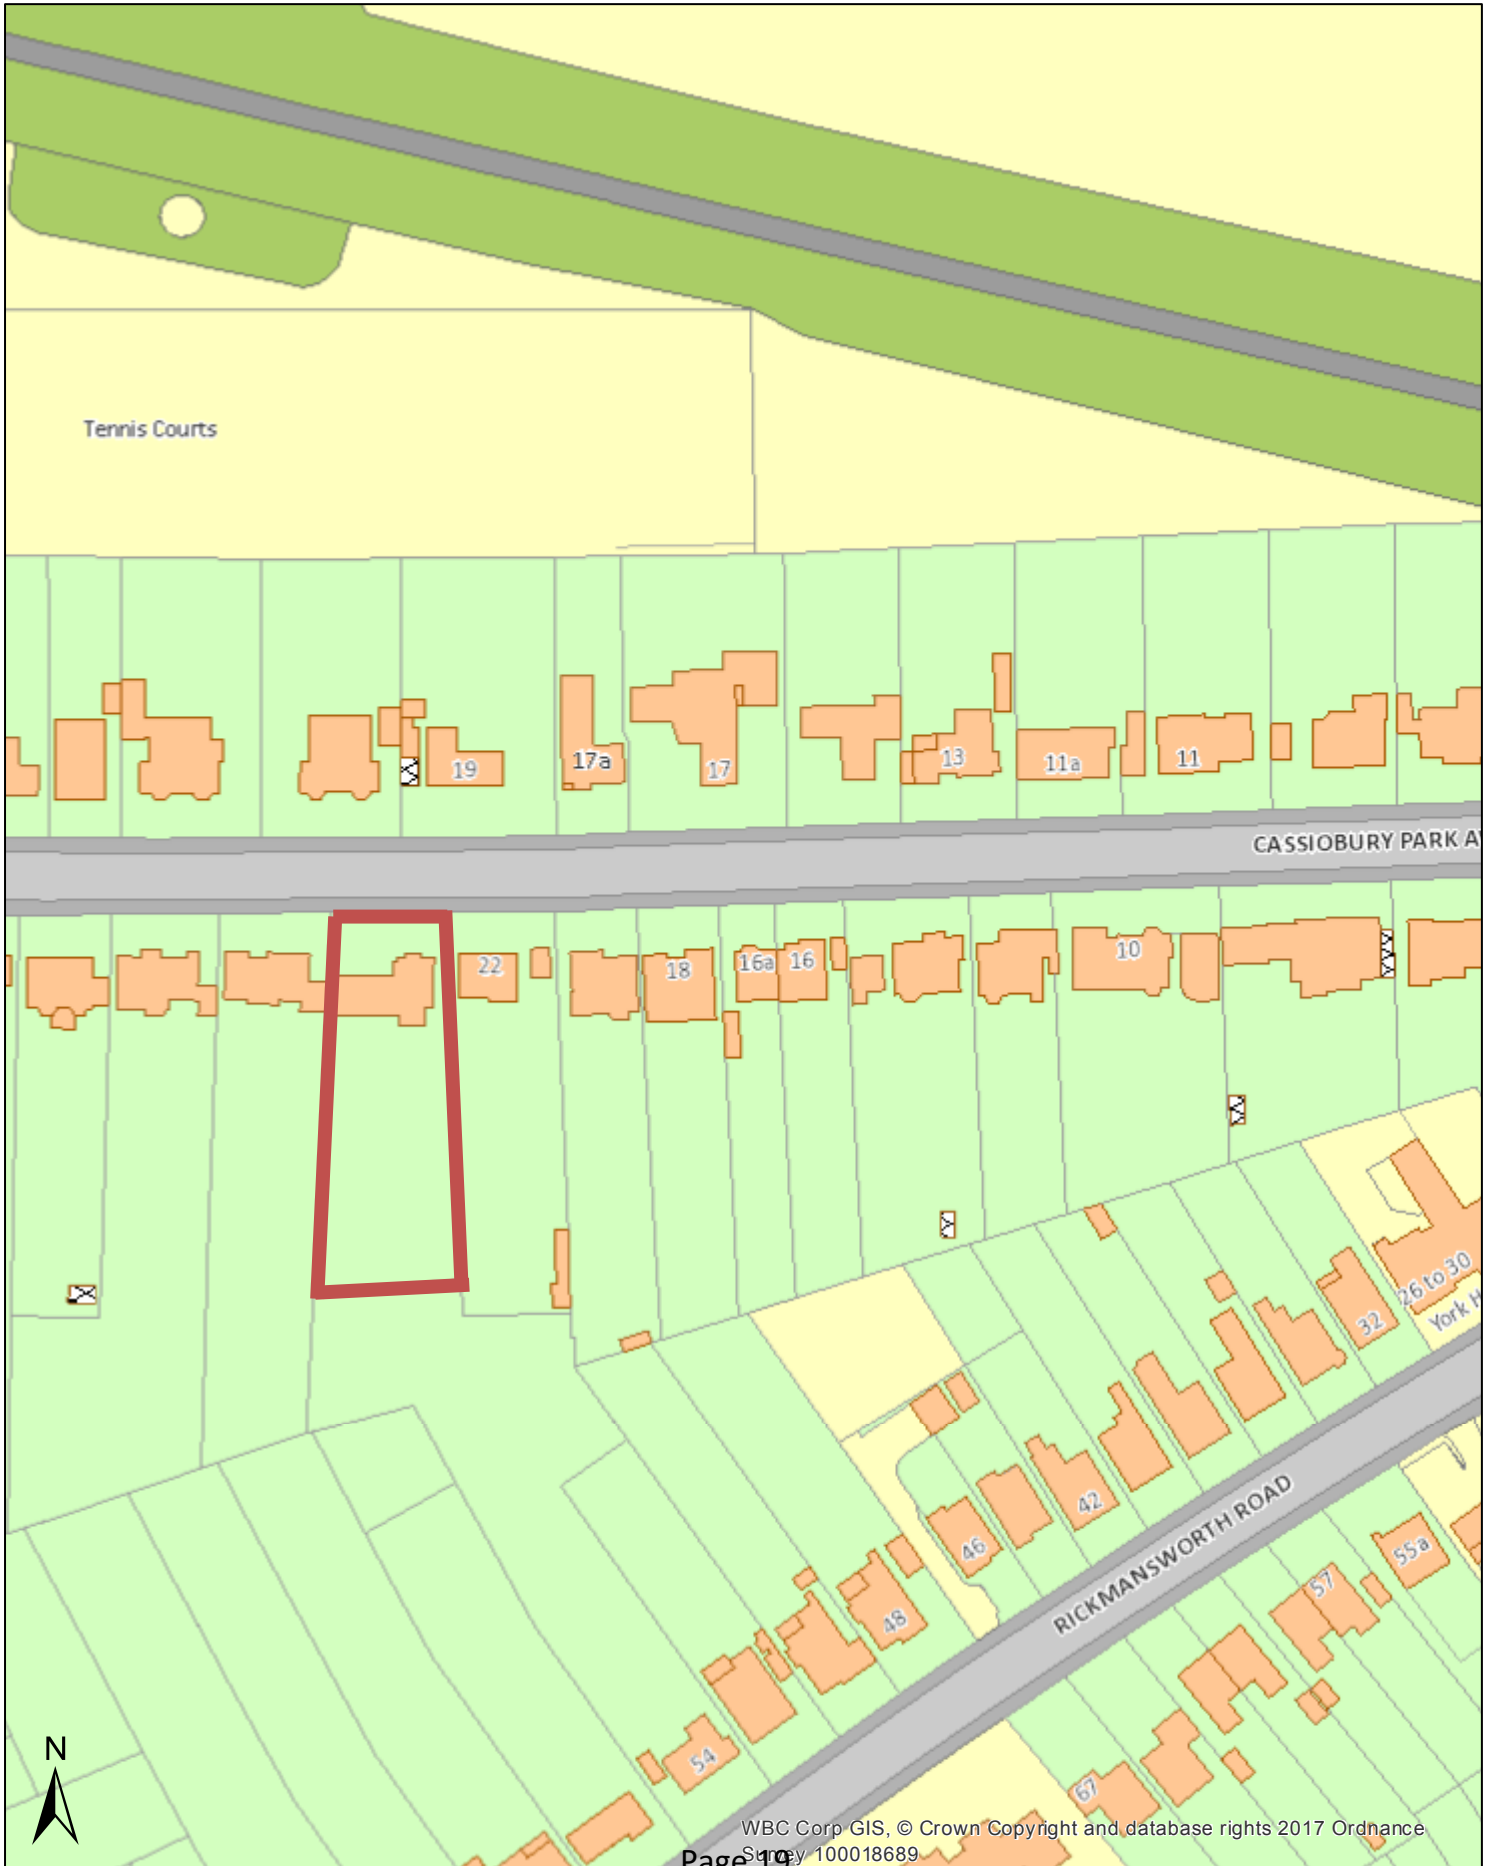 Tennis Courts
19
17a
17
13
11a
11
CASSIOBURY PARK A
22
18
16a
16
10
26 to 30
York H
32
42
46
48
54
RICKMANSWORTH ROAD
55a
57
67
N
WBC Corp GIS, © Crown Copyright and database rights 2017 Ordnance
Survey 100018689
Page 19